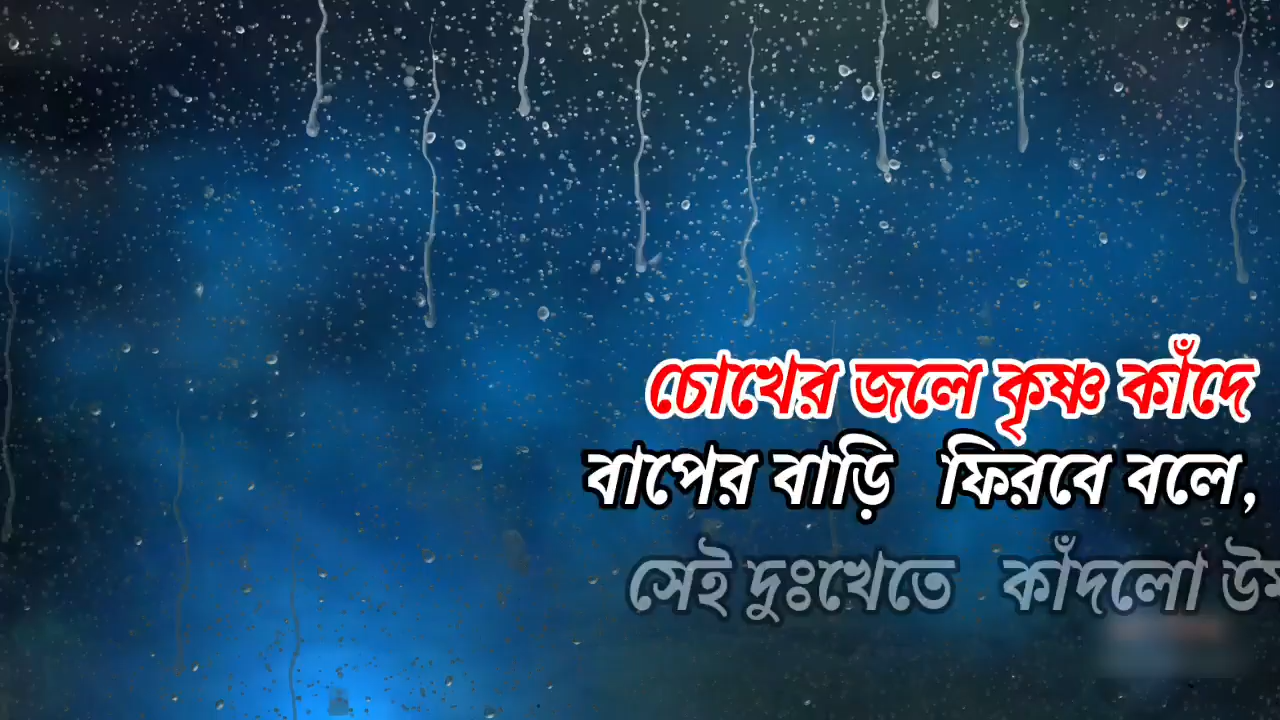 চোখের জলে কৃষ্ণ কাঁদে
বাপের বাড়ি ফিরবে বলে,
সেই দুঃখেতে কাঁদলো